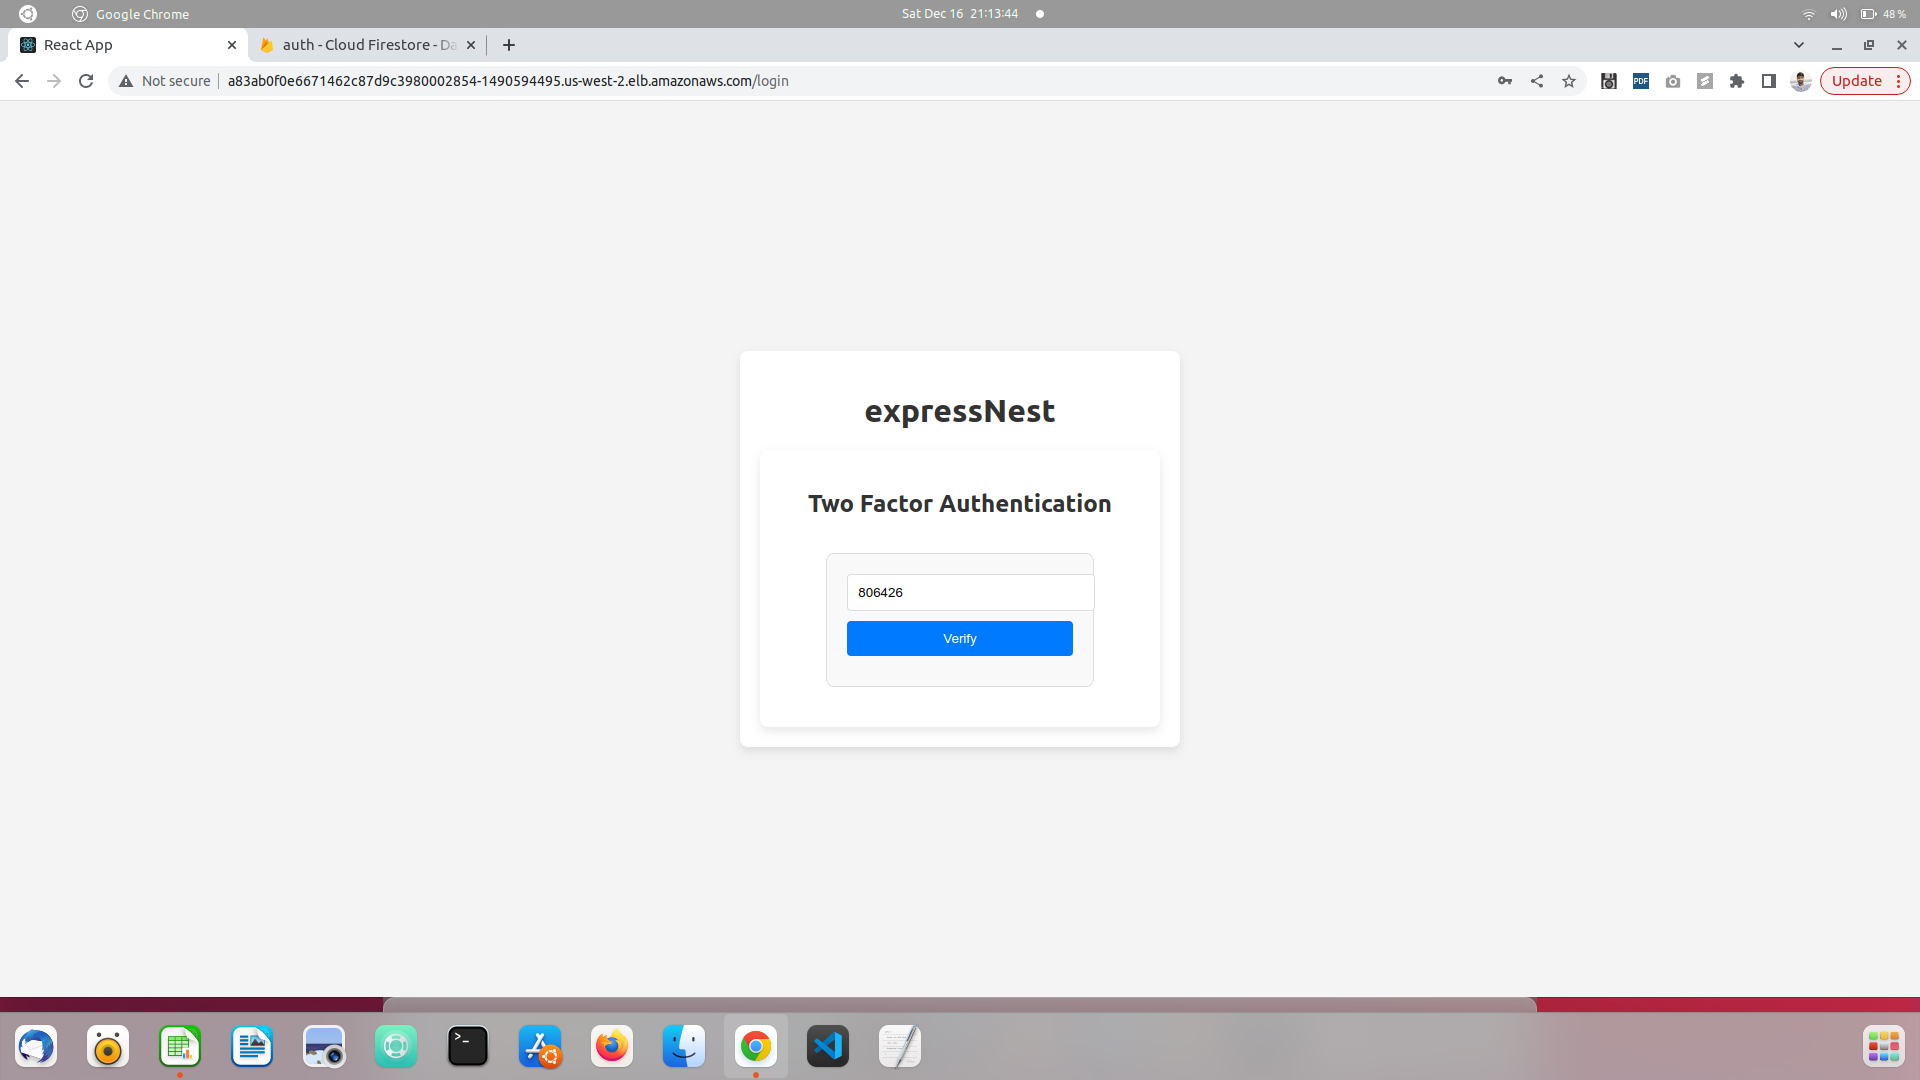 Google Chrome
Sat Dec 16 21:13:44
48 %
React App
auth - Cloud Firestore - Da
Not secure
a83ab0f0e6671462c87d9c3980002854-1490594495.us-west-2.elb.amazonaws.com/login
PDF
Update
expressNest
Two Factor Authentication
806426
Verify
>_